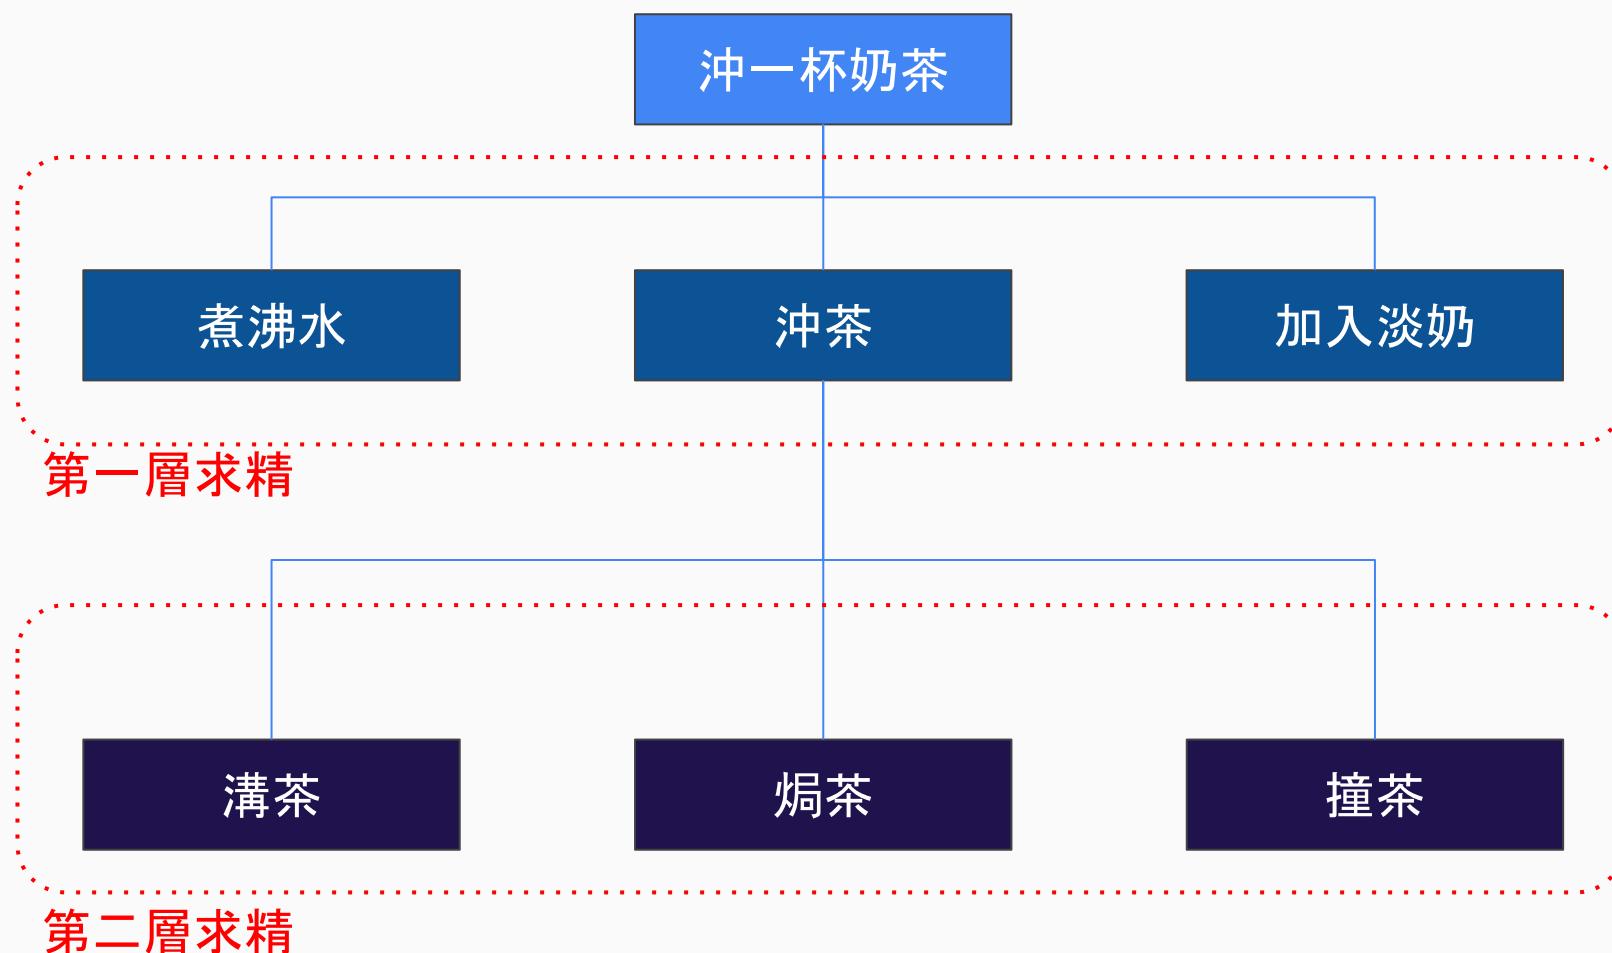 沖一杯奶茶
煮沸水
沖茶
加入淡奶
第一層求精
溝茶
焗茶
撞茶
第二層求精